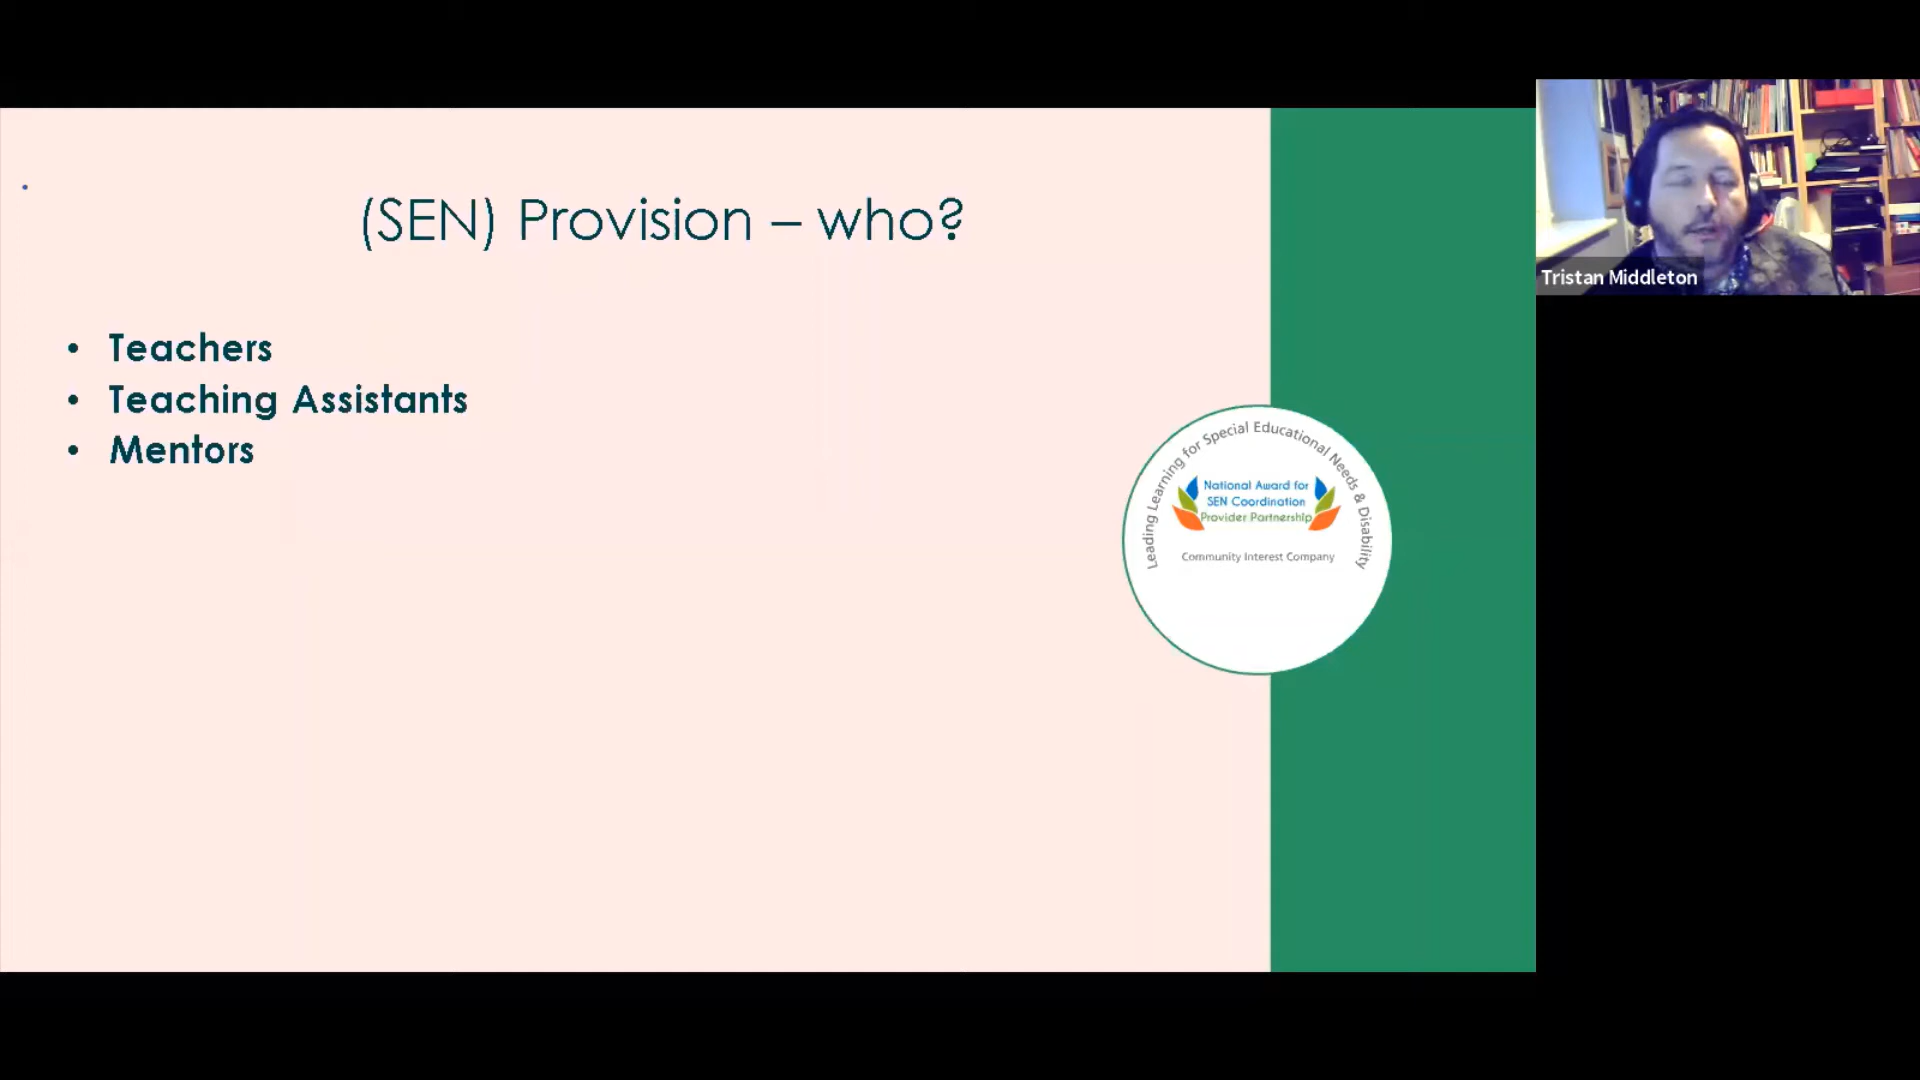 (SEN) Provision – who?
• Teachers
• Teaching Assistants
• Mentors
Leading Learning for Special Educational Needs & Disability
National Award for
SEN Coordination
Provider Partnership
Community Interest Company
Tristan Middleton